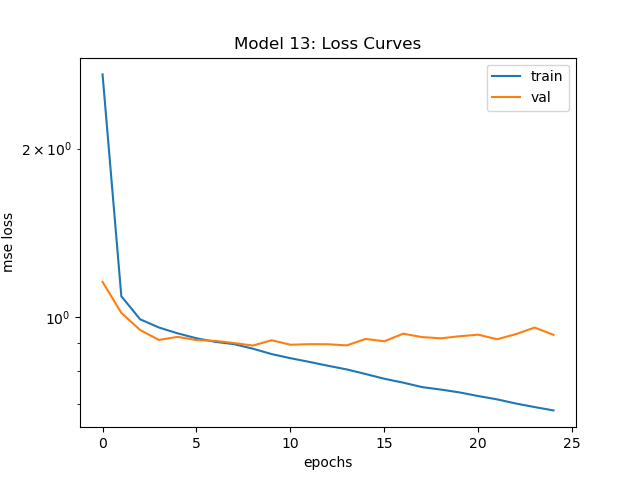 Model 13: Loss Curves
train
val
2 × 10⁰
10⁰
mse loss
0 5 10 15 20 25
epochs